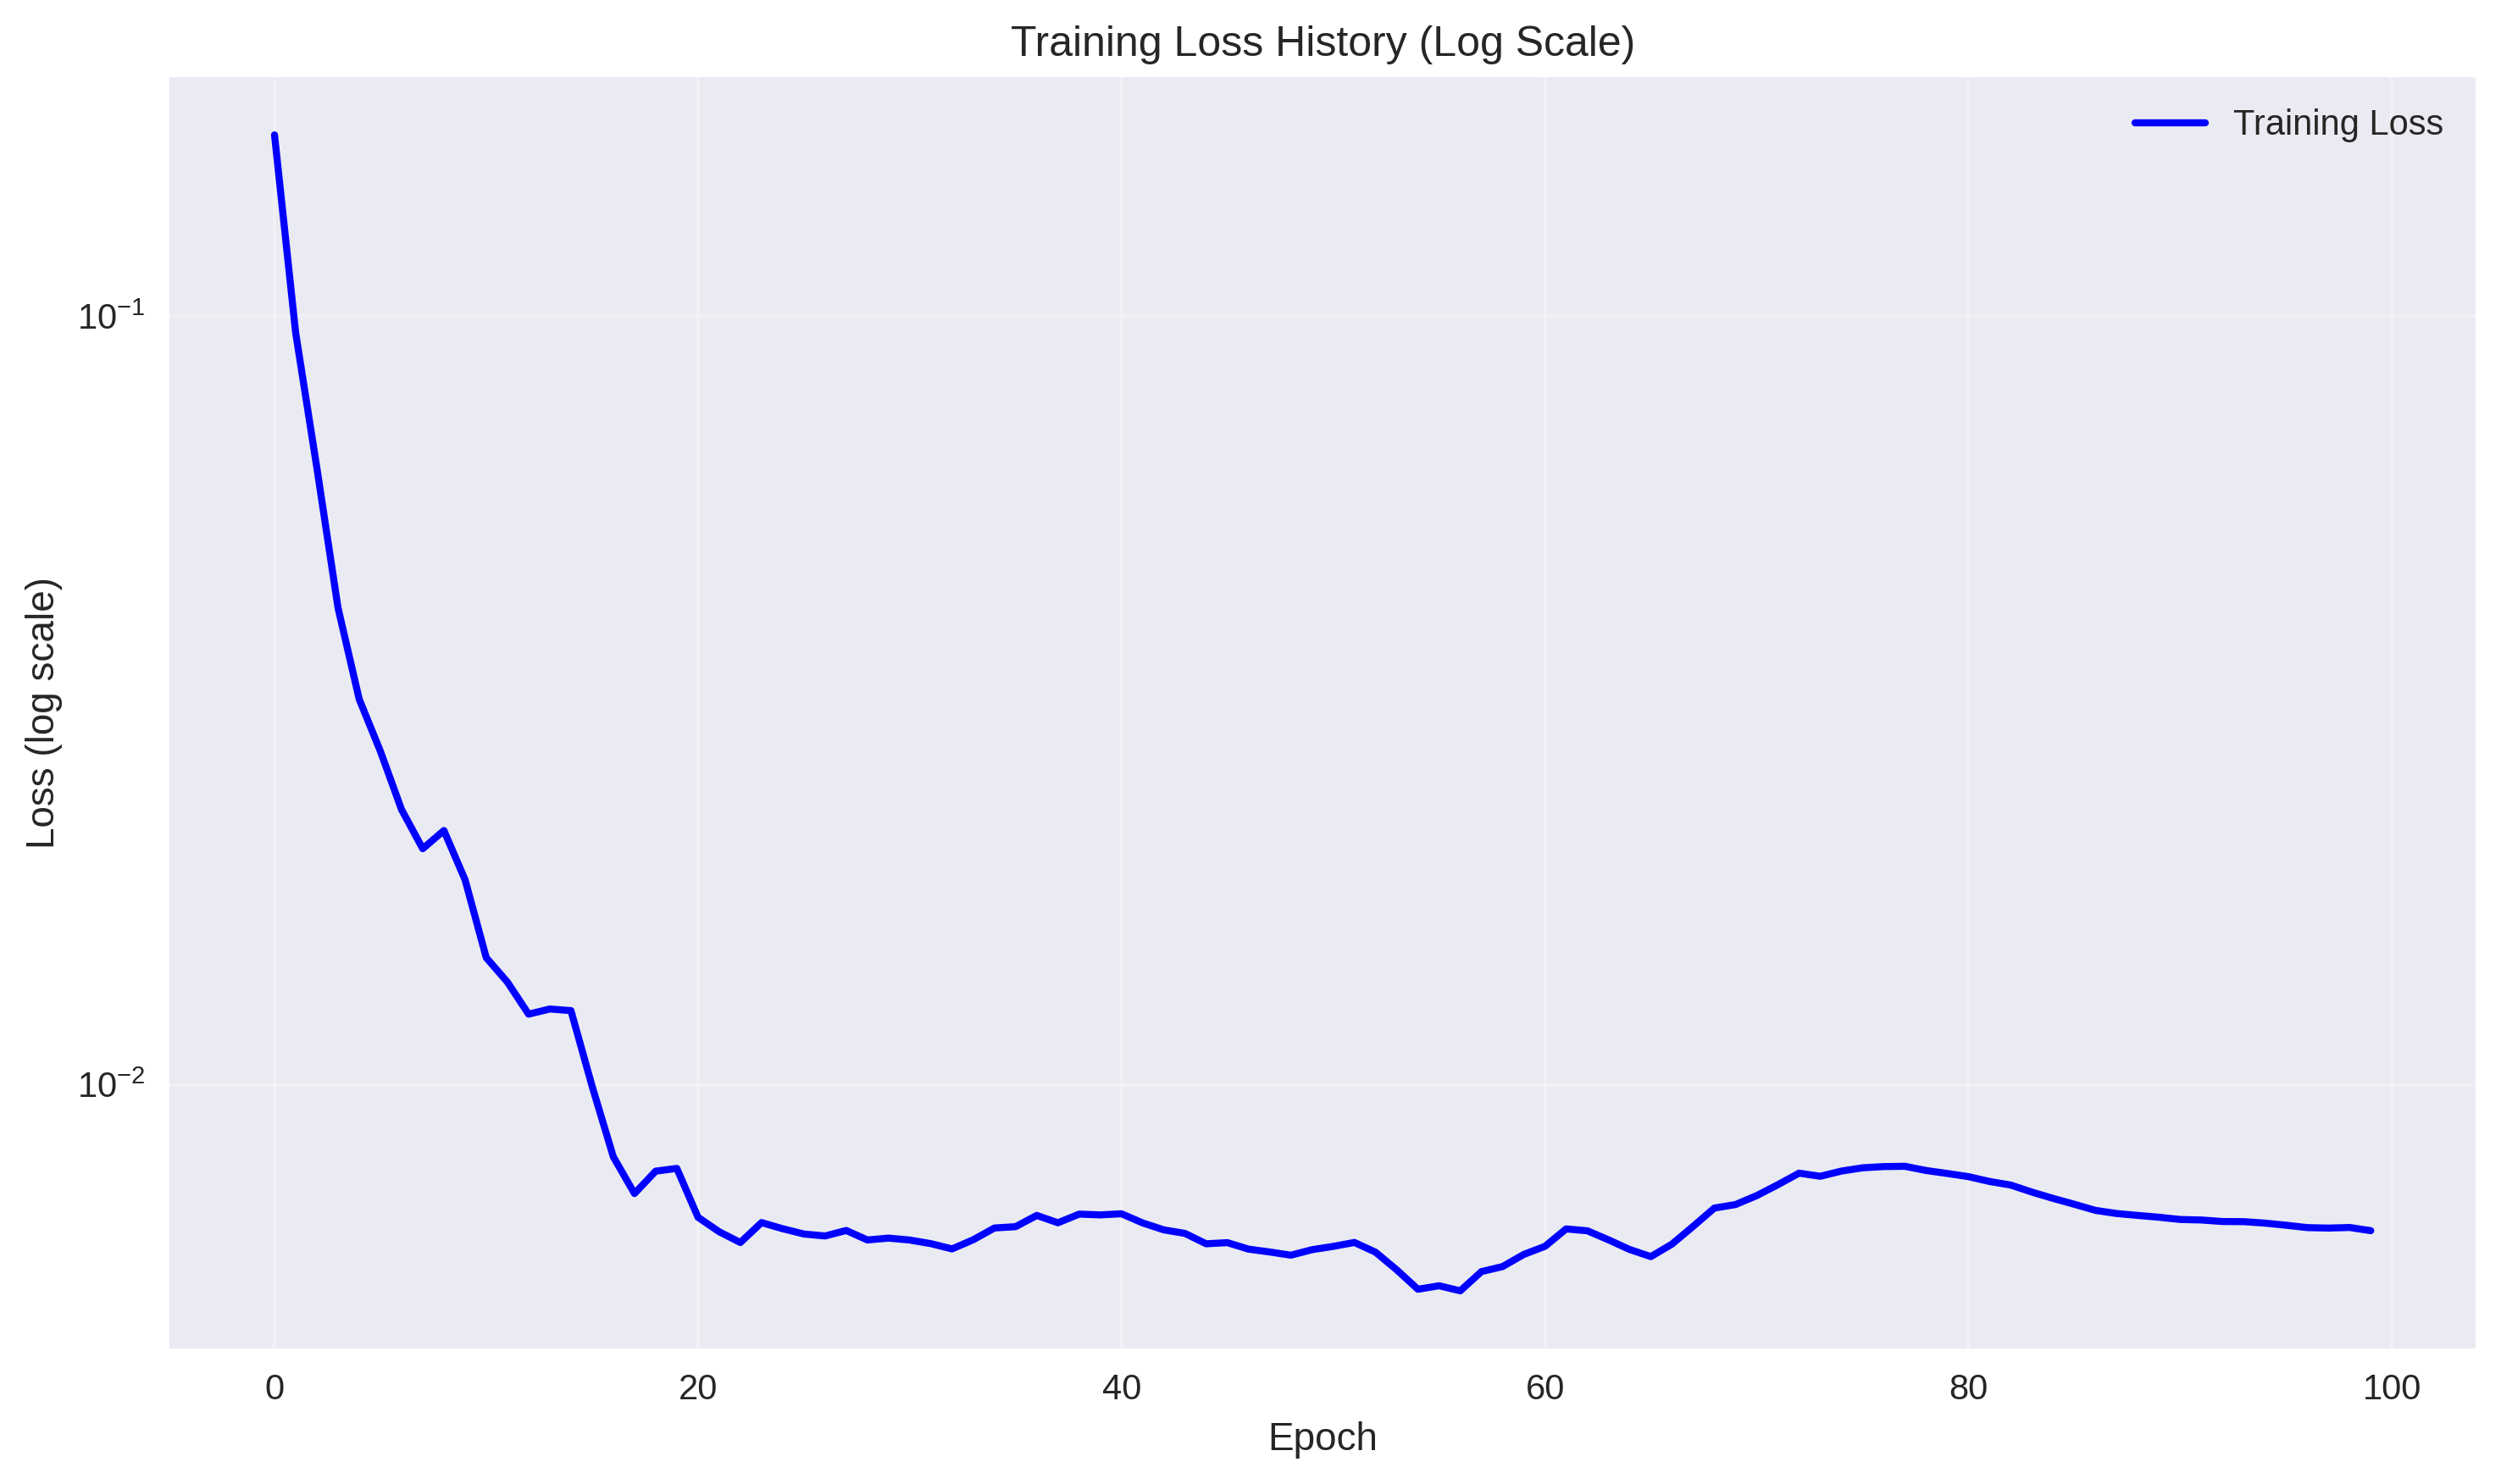 Training Loss History (Log Scale)
Training Loss
10⁻¹
10⁻²
Loss (log scale)
0 20 40 60 80 100
Epoch